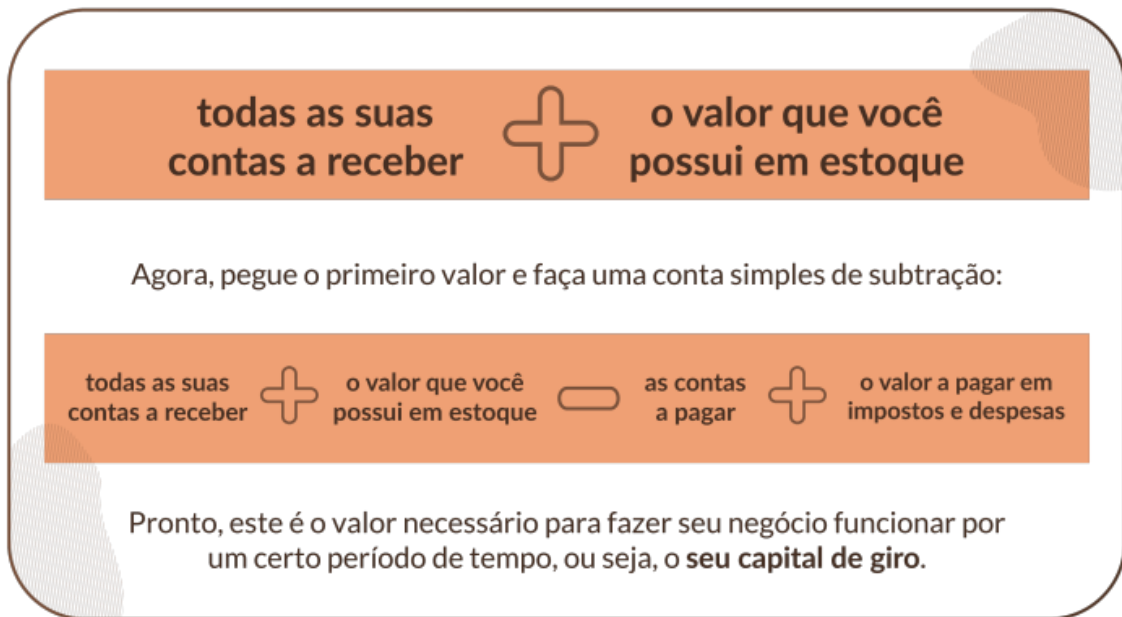 todas as suas
contas a receber
o valor que você
possui em estoque
Agora, pegue o primeiro valor e faça uma conta simples de subtração:
todas as suas
contas a receber
o valor que você
possui em estoque
as contas
a pagar
o valor a pagar em
impostos e despesas
Pronto, este é o valor necessário para fazer seu negócio funcionar por
um certo período de tempo, ou seja, o seu capital de giro.